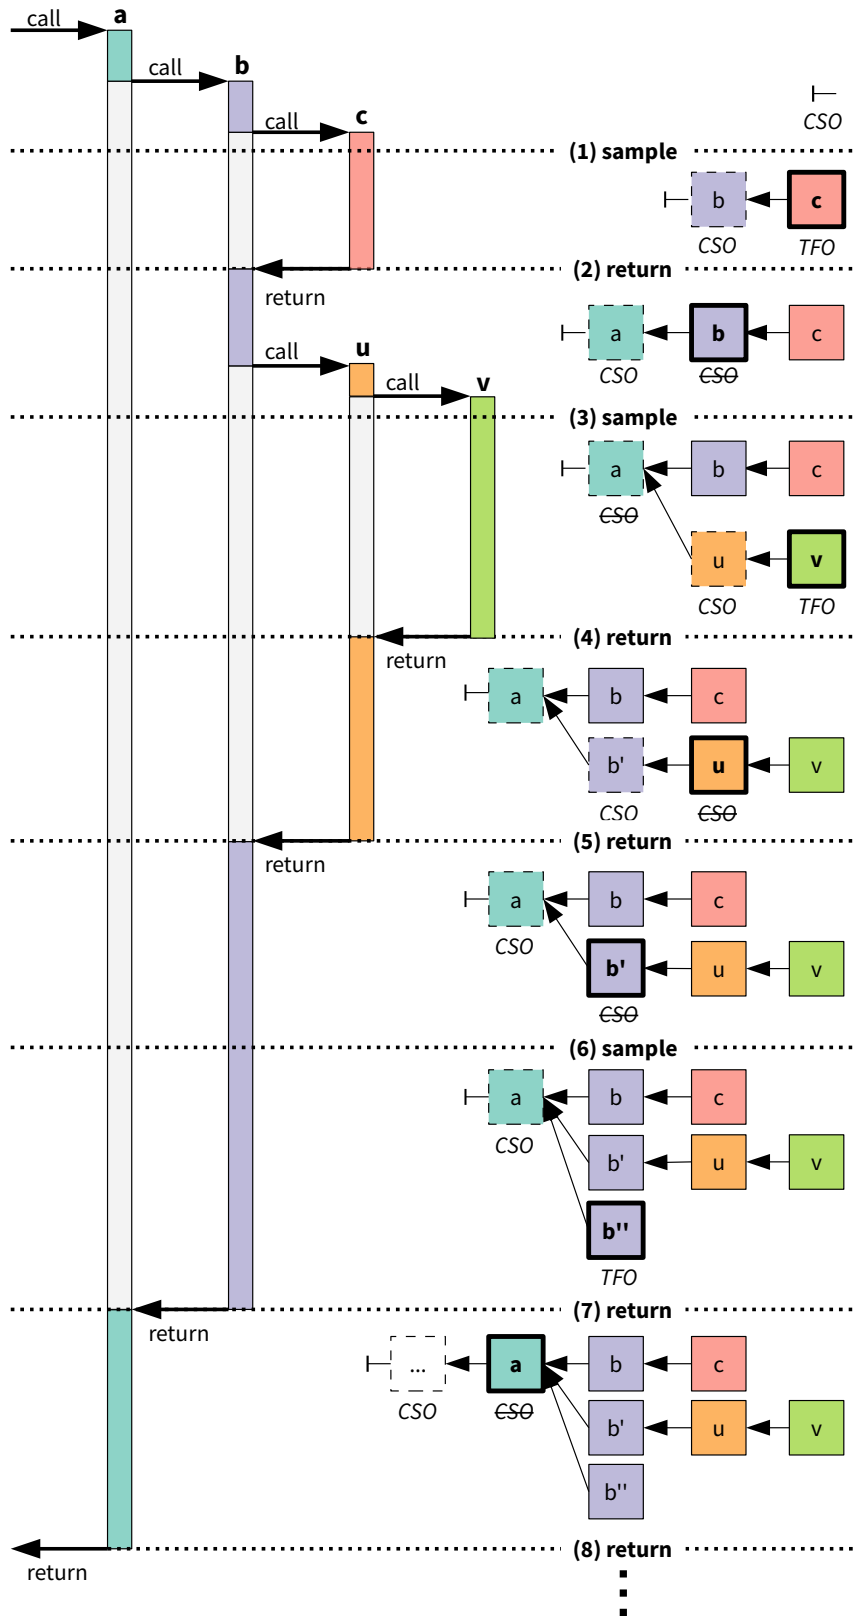 call a
call b
call c
CSO
(1) sample
b c
CSO TFO
(2) return
return
a b c
CSO CSO
call u
call v
(3) sample
a b c
CSO
u v
CSO TFO
(4) return
return
a b c
b' u v
CSO CSO
(5) return
return
a b c
CSO
b' u v
CSO
(6) sample
a b c
CSO
b' u v
b''
TFO
(7) return
return
... a b c
CSO CSO
b' u v
b''
(8) return
return